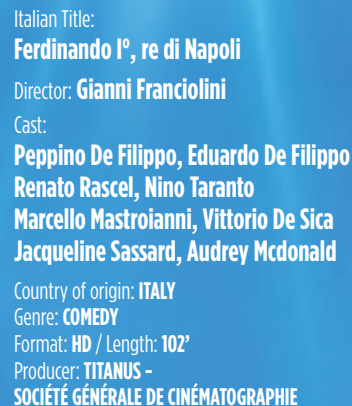 Italian Title:
Ferdinando I°, re di Napoli
Director: Gianni Franciolini
Cast:
Peppino De Filippo, Eduardo De Filippo
Renato Rascel, Nino Taranto
Marcello Mastroianni, Vittorio De Sica
Jacqueline Sassard, Audrey Mcdonald
Country of origin: ITALY
Genre: COMEDY
Format: HD / Length: 102’
Producer: TITANUS -
SOCIÉTÉ GÉNÉRALE DE CINÉMATOGRAPHIE